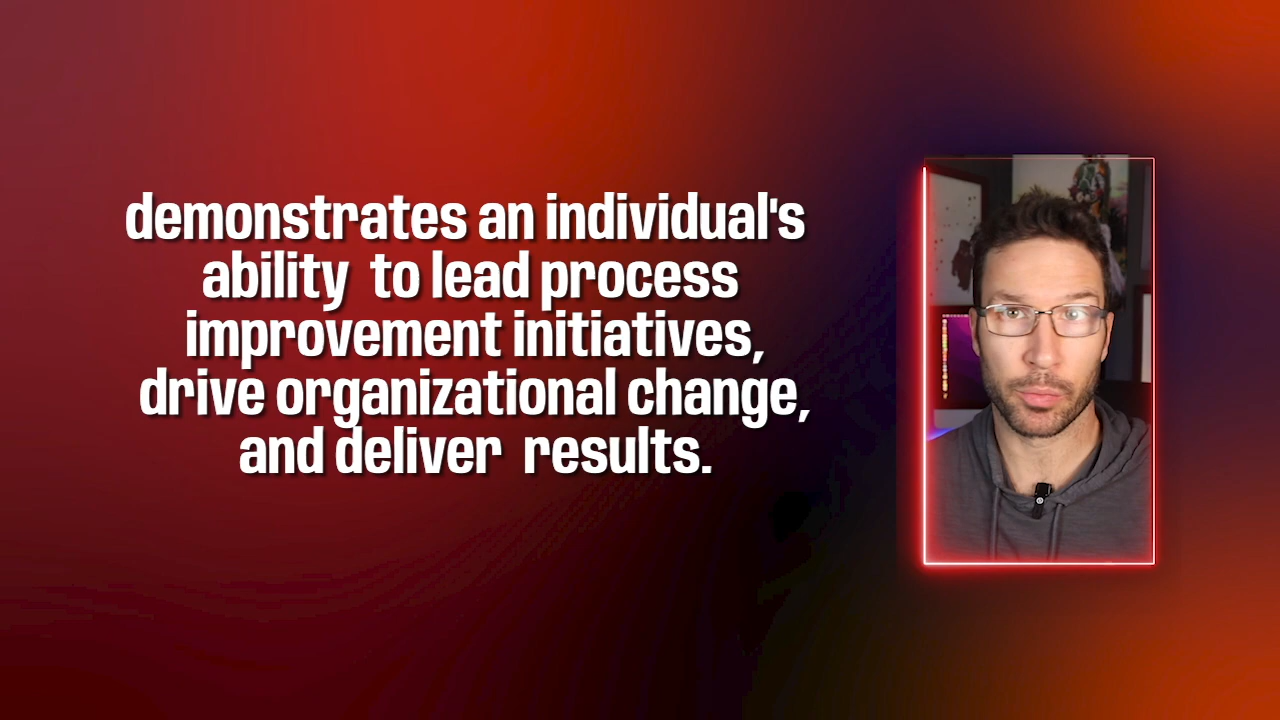 demonstrates an individual's
ability  to lead process
improvement initiatives,
drive organizational change,
and deliver  results.